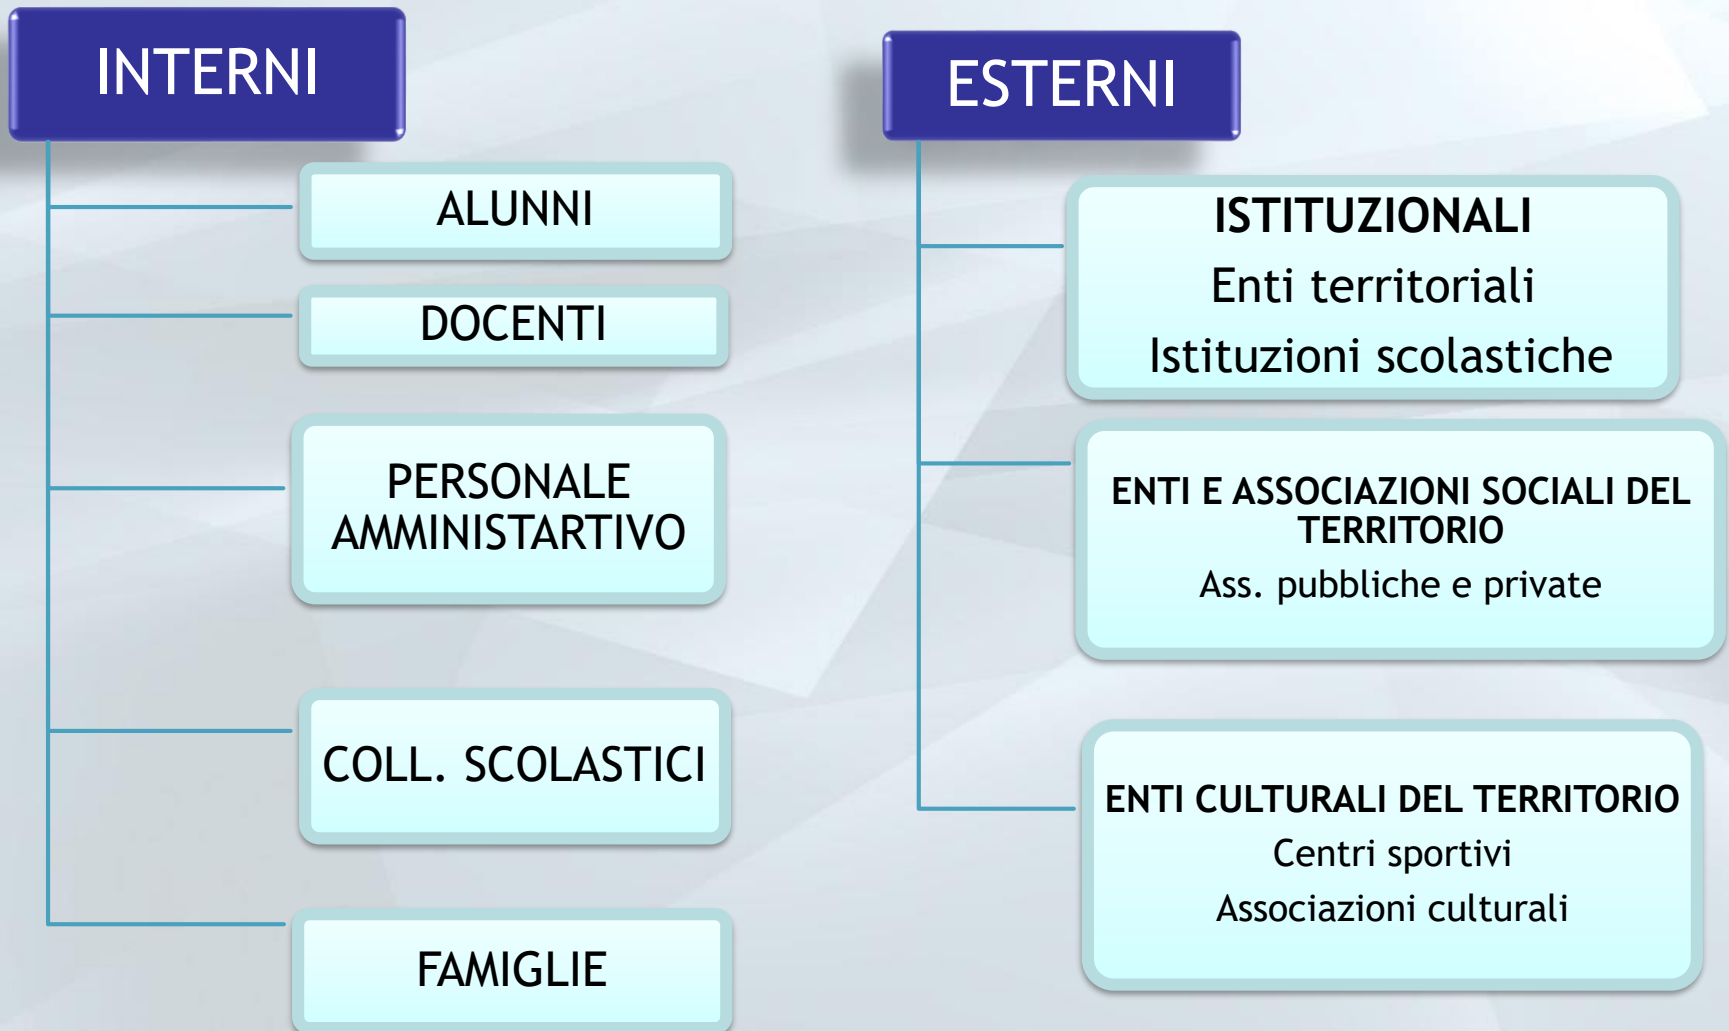 INTERNI
ALUNNI
DOCENTI
PERSONALE
AMMINISTARTIVO
COLL. SCOLASTICI
FAMIGLIE
ESTERNI
ISTITUZIONALI
Enti territoriali
Istituzioni scolastiche
ENTI E ASSOCIAZIONI SOCIALI DEL
TERRITORIO
Ass. pubbliche e private
ENTI CULTURALI DEL TERRITORIO
Centri sportivi
Associazioni culturali